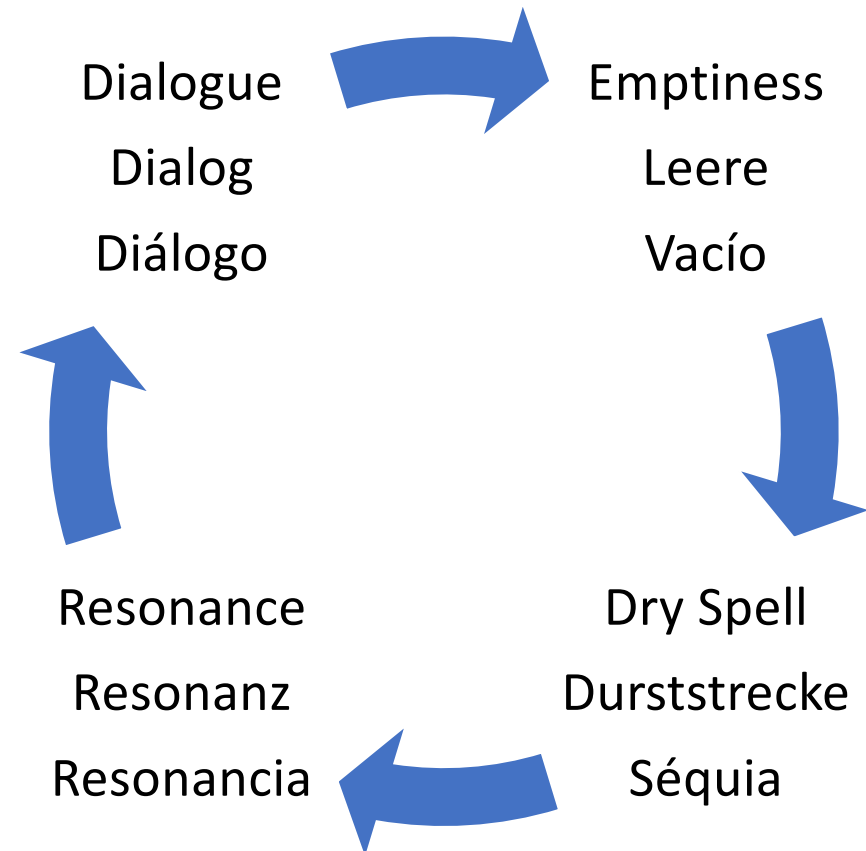 Dialogue
Dialog
Diálogo
Emptiness
Leere
Vacío
Dry Spell
Durststrecke
Séquia
Resonance
Resonanz
Resonancia